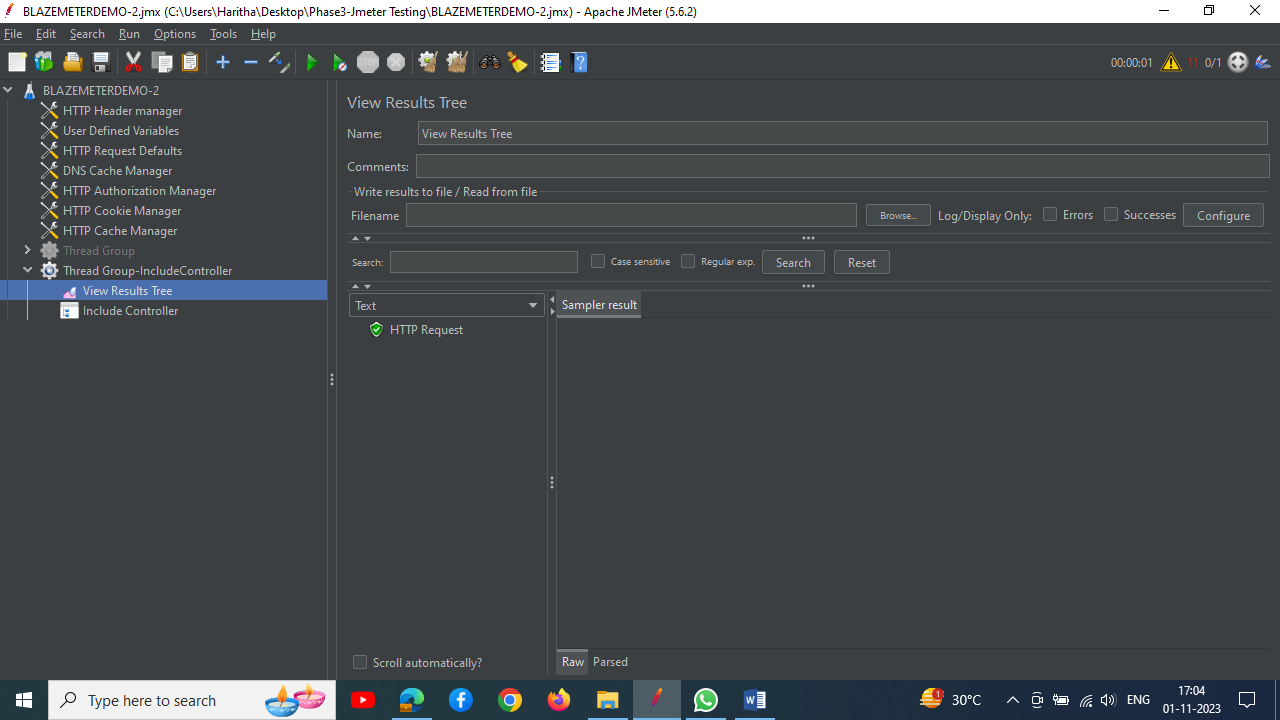 BLAZEMETERDEMO-2.jmx (C:\Users\Haritha\Desktop\Phase3-Jmeter Testing\BLAZEMETERDEMO-2.jmx) - Apache JMeter (5.6.2)
File Edit Search Run Options Tools Help
STOP 00:00:01 11 0/1
BLAZEMETERDEMO-2
HTTP Header manager
User Defined Variables
HTTP Request Defaults
DNS Cache Manager
HTTP Authorization Manager
HTTP Cookie Manager
HTTP Cache Manager
Thread Group
Thread Group-IncludeController
View Results Tree
Include Controller
View Results Tree
Name: View Results Tree
Comments:
Write results to file / Read from file
Filename Browse... Log/Display Only: Errors Successes Configure
Search: Case sensitive Regular exp. Search Reset
Text
HTTP Request
Scroll automatically?
Sampler result
Raw Parsed
Type here to search
1 30°C ENG 17:04
01-11-2023